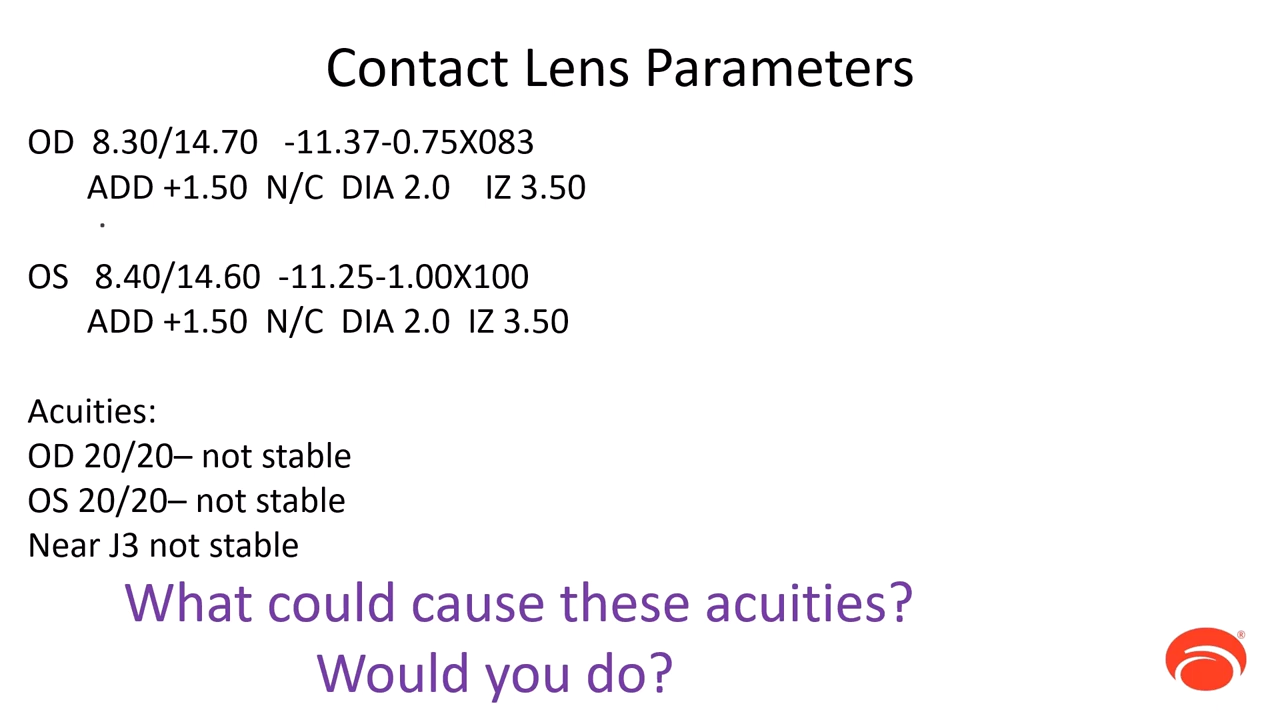 Contact Lens Parameters
OD 8.30/14.70 -11.37-0.75X083
ADD +1.50 N/C DIA 2.0 IZ 3.50
.
OS 8.40/14.60 -11.25-1.00X100
ADD +1.50 N/C DIA 2.0 IZ 3.50
Acuities:
OD 20/20– not stable
OS 20/20– not stable
Near J3 not stable
What could cause these acuities?
Would you do?
®